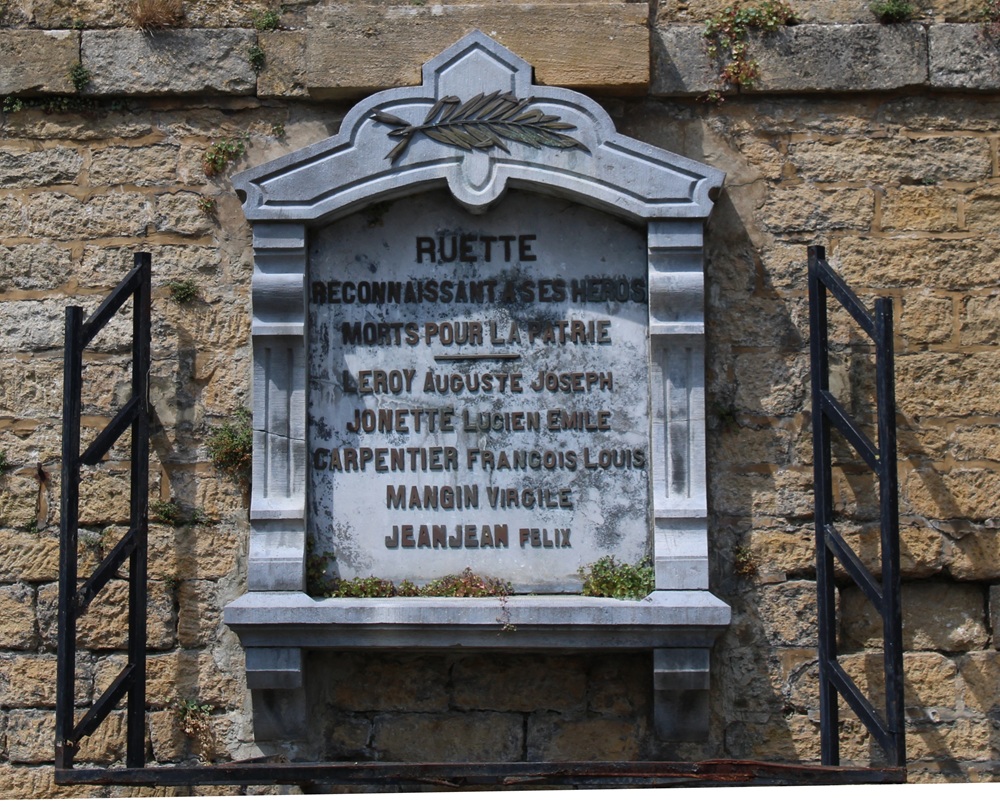 RUETTE
RECONNAISSANT A SES HEROS
MORTS POUR LA PATRIE
LEROY AUGUSTE JOSEPH
JONETTE LUCIEN EMILE
CARPENTIER FRANÇOIS LOUIS
MANGIN VIRGILE
JEANJEAN FELIX